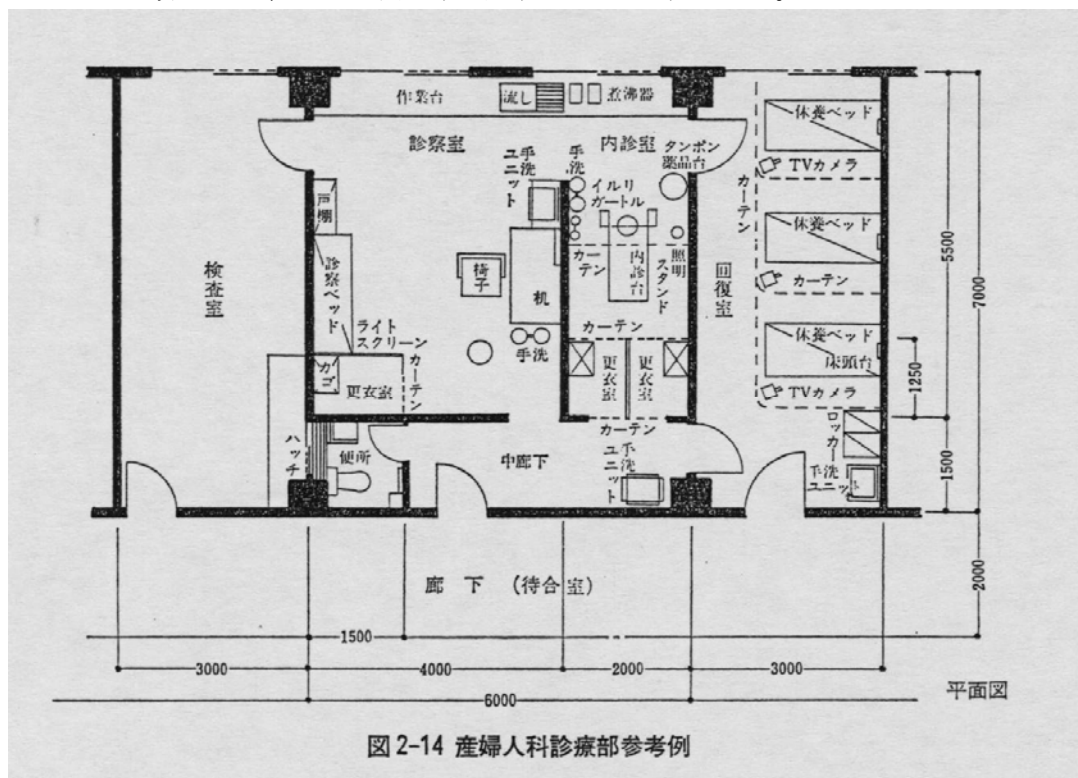 作業台
流し
煮沸器
診察室
内診室
手洗
ユニット
手洗
タンポン
薬品台
イルリ
ガートル
戸棚
診察ベッド
ライト
スクリーン
カゴ
更衣室
カーテン
椅子
机
手洗
カーテン
内診台
照明
スタンド
カーテン
更衣室
更衣室
カーテン
検査室
ハッチ
便所
中廊下
手洗
ユニット
回復室
カーテン
休養ベッド
TVカメラ
休養ベッド
カーテン
休養ベッド
床頭台
TVカメラ
ロッカー
手洗
ユニット
5500
7000
1250
1500
2000
廊下 (待合室)
1500
3000
4000
2000
3000
6000
平面図
図2-14 産婦人科診療部参考例